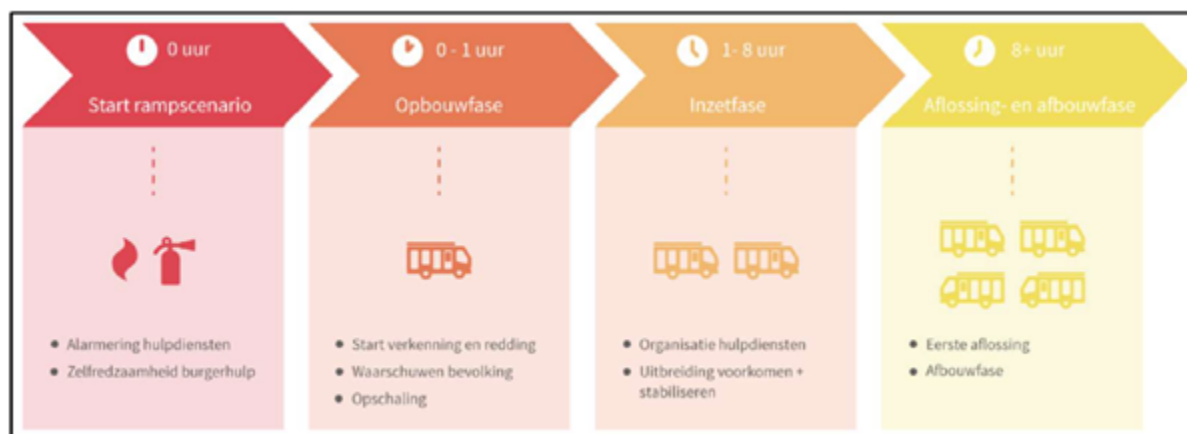 0 uur
Start rampscenario
Alarmering hulpdiensten
Zelfredzaamheid burgerhulp
0 - 1 uur
Opbouwfase
Start verkenning en redding
Waarschuwen bevolking
Opschaling
1- 8 uur
Inzetfase
Organisatie hulpdiensten
Uitbreiding voorkomen +
stabiliseren
8+ uur
Aflossing- en afbouwfase
Eerste aflossing
Afbouwfase